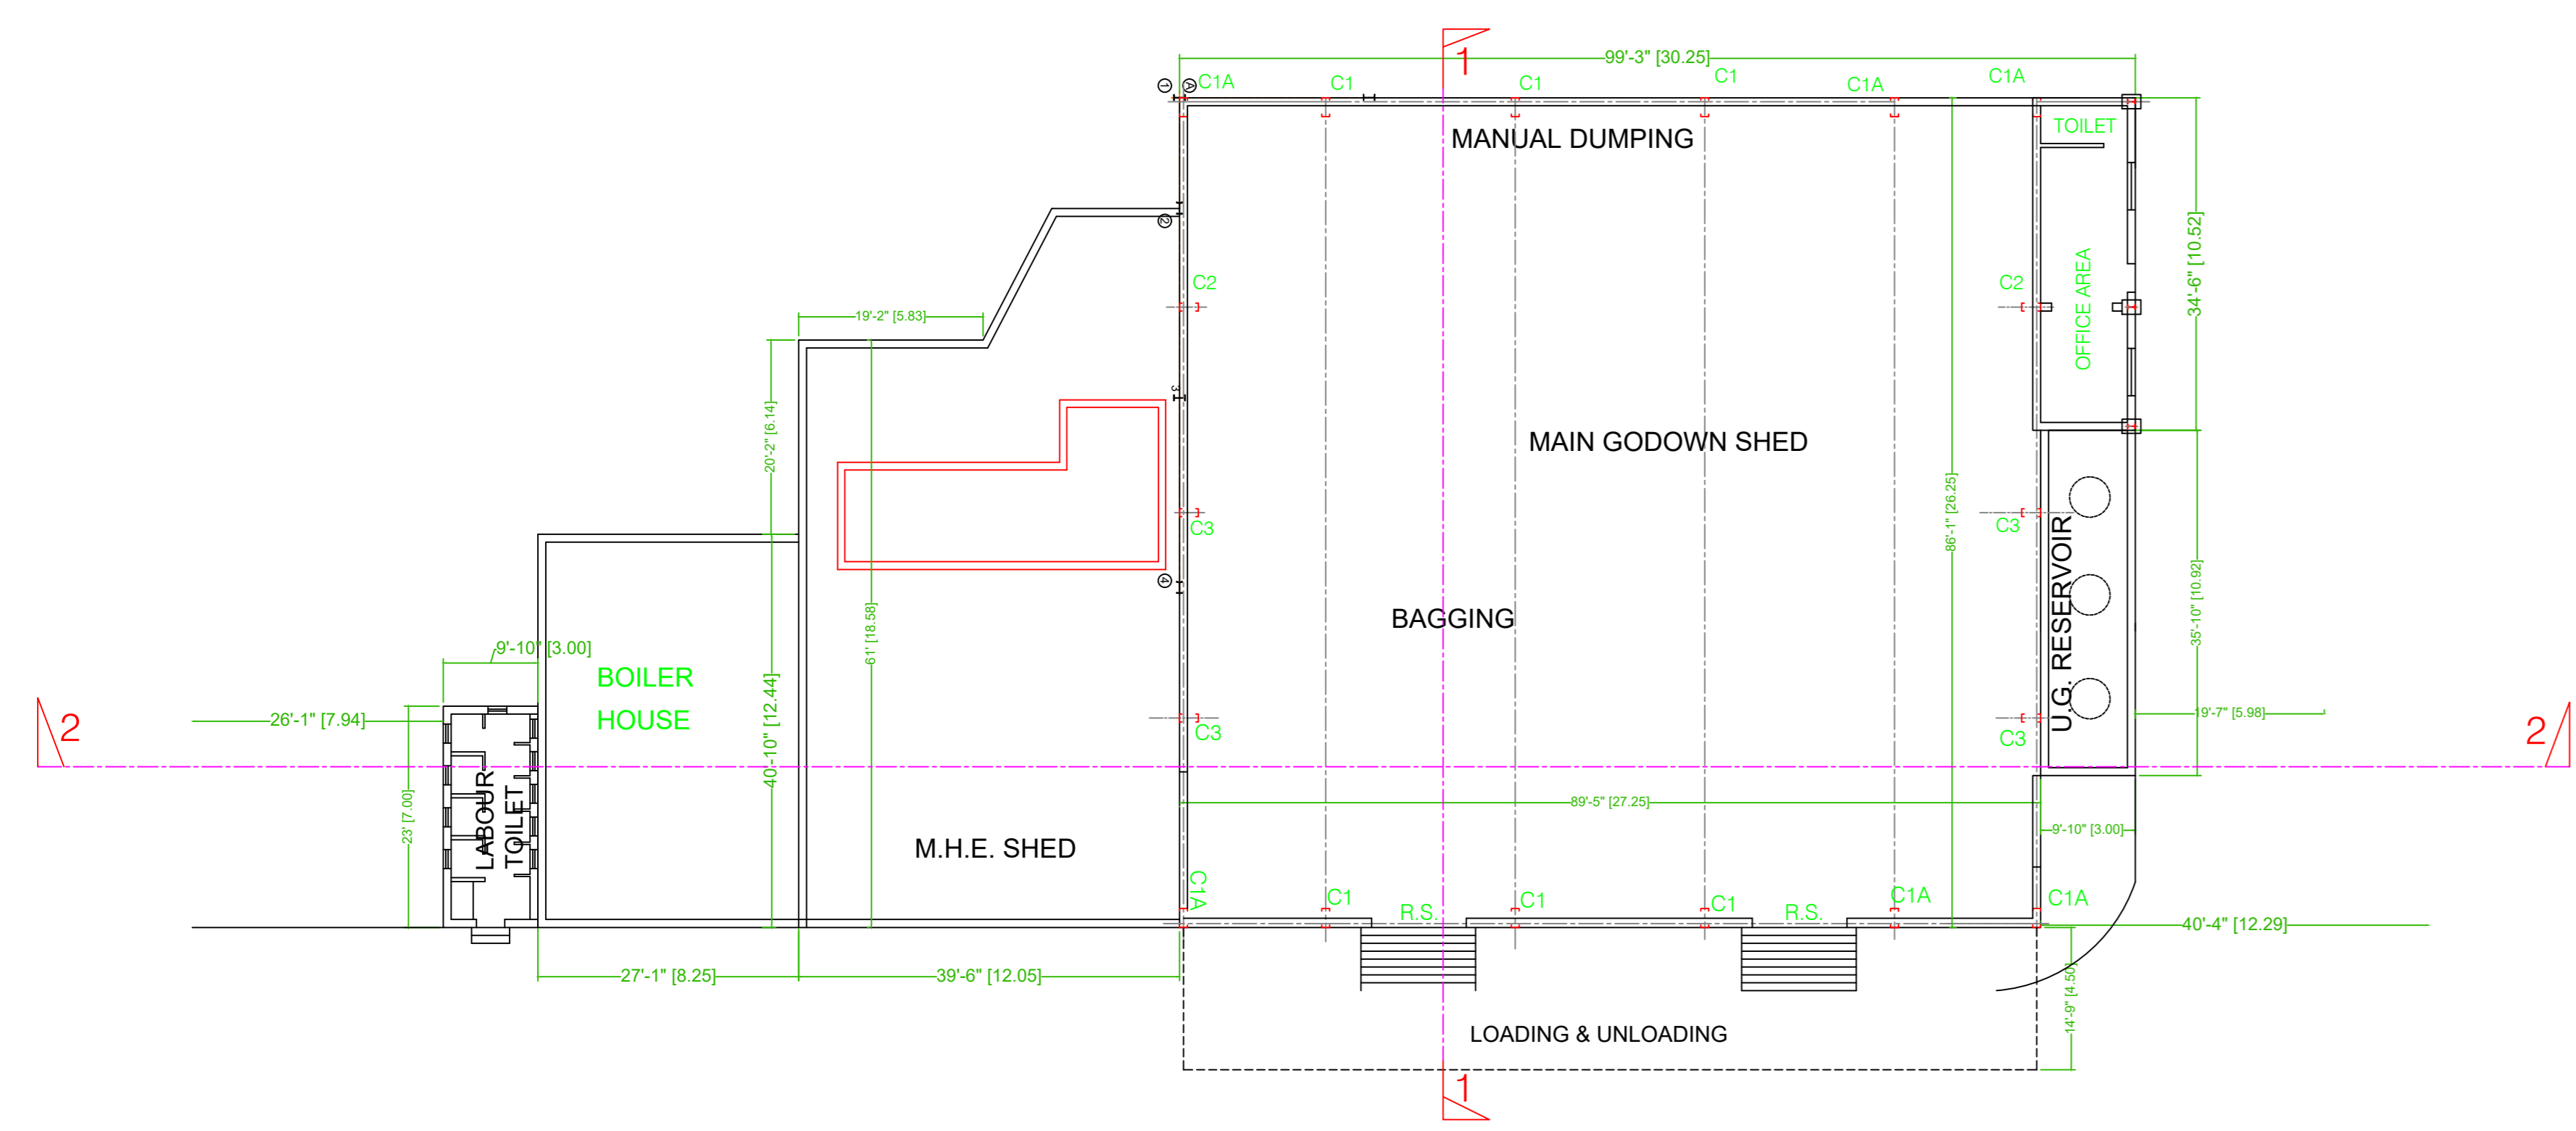 1
99'-3" [30.25]
1
A
C1A
C1
C1
C1
C1A
C1A
TOILET
MANUAL DUMPING
2
34'-6" [10.52]
C2
C2
OFFICE AREA
19'-2" [5.83]
3
20'-2" [6.14]
MAIN GODOWN SHED
86'-1" [26.25]
C3
C3
U.G. RESERVOIR
35'-10" [10.92]
4
61' [18.58]
BAGGING
9'-10" [3.00]
BOILER
HOUSE
40'-10" [12.44]
26'-1" [7.94]
2
C3
C3
19'-7" [5.98]
2
23' [7.00]
LABOUR
TOILET
89'-5" [27.25]
9'-10" [3.00]
M.H.E. SHED
C1A
C1
R.S.
C1
C1
R.S.
C1A
C1A
40'-4" [12.29]
27'-1" [8.25]
39'-6" [12.05]
14'-9" [4.50]
LOADING & UNLOADING
1